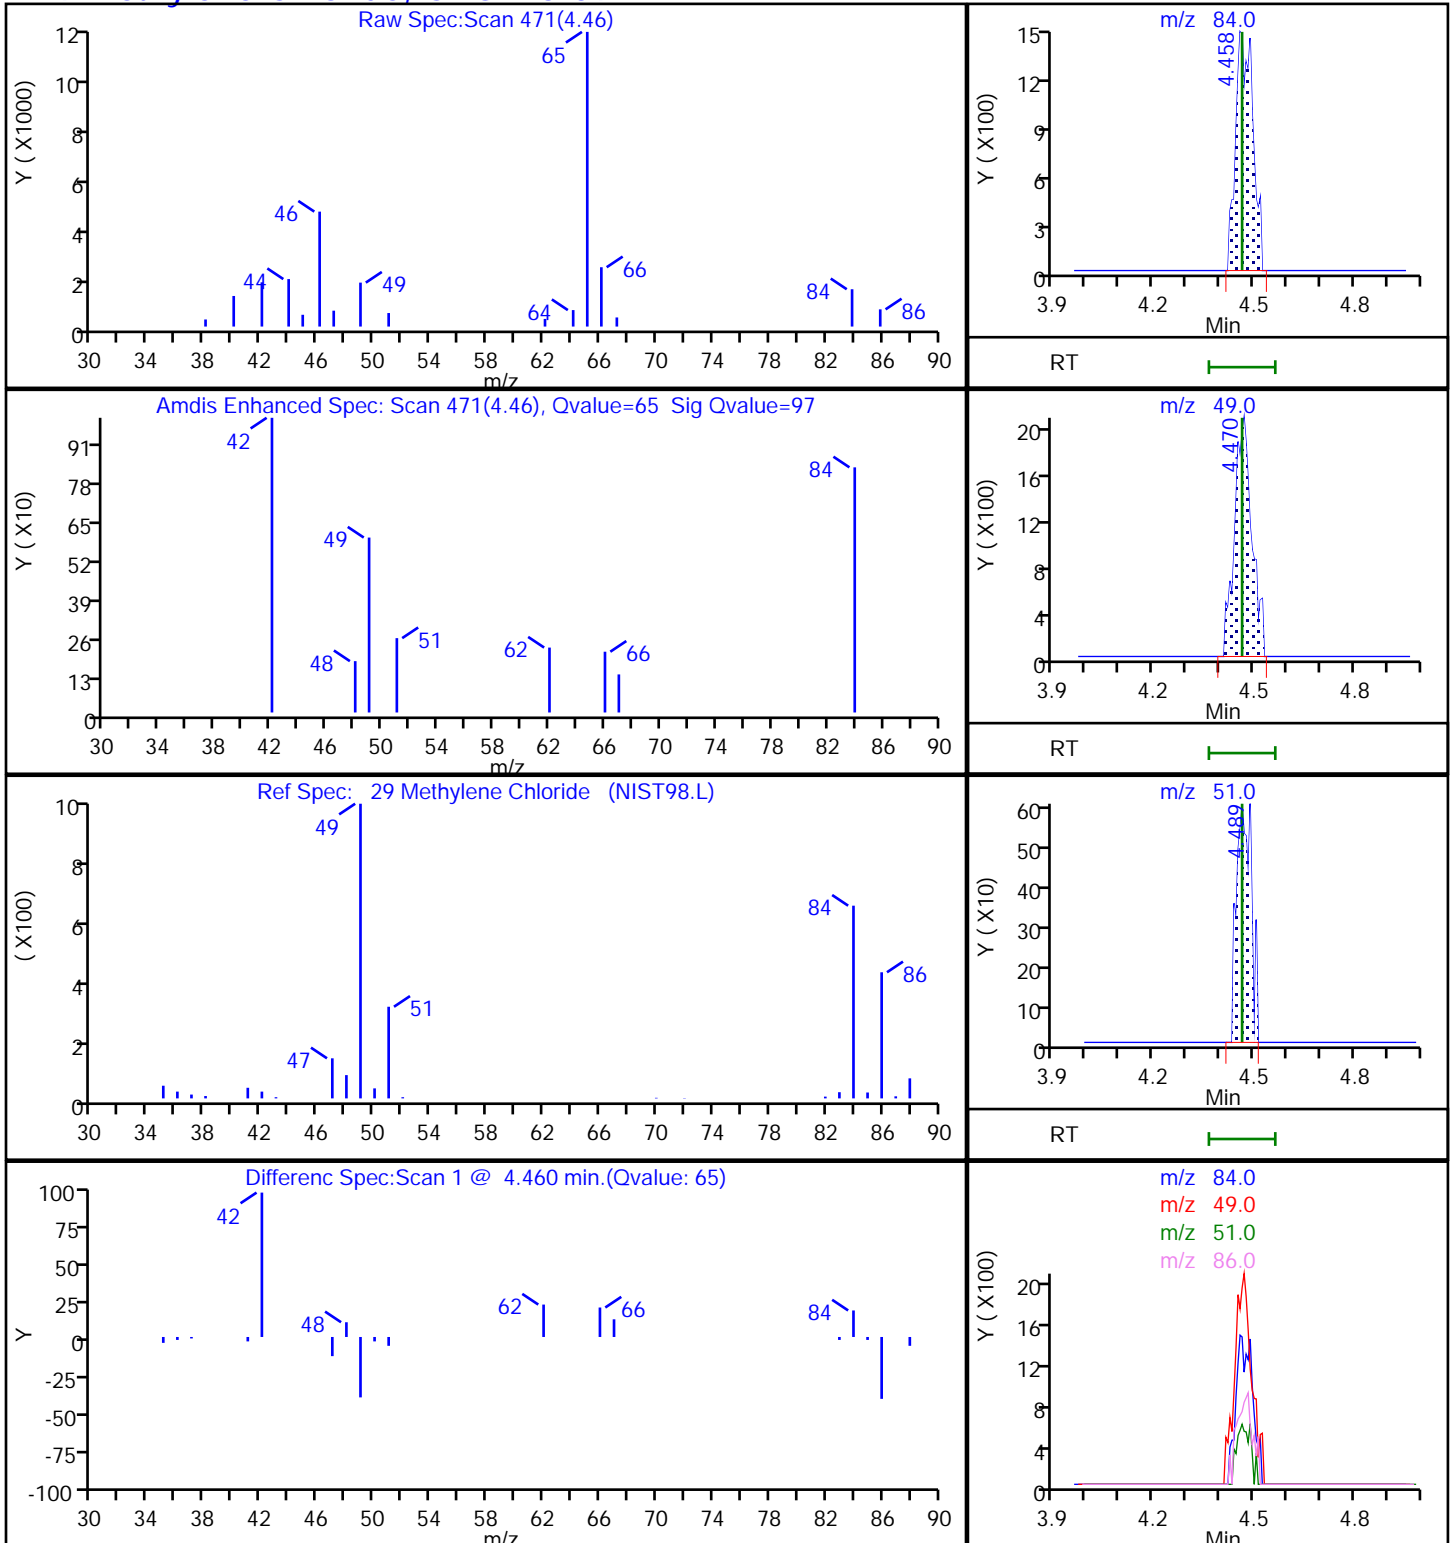 Raw Spec:Scan 471(4.46)
Y ( X1000)
12
10
8
6
4
2
0
65
46
44
49
66
64
84
86
30 34 38 42 46 50 54 58 62 66 70 74 78 82 86 90
m/z
m/z 84.0
Y ( X100)
15
12
9
6
3
0
4.458
3.9 4.2 4.5 4.8
Min
RT
Amdis Enhanced Spec: Scan 471(4.46), Qvalue=65 Sig Qvalue=97
Y ( X10)
91
78
65
52
39
26
13
0
42
84
49
51
48
62
66
30 34 38 42 46 50 54 58 62 66 70 74 78 82 86 90
m/z
m/z 49.0
Y ( X100)
20
16
12
8
4
0
4.470
3.9 4.2 4.5 4.8
Min
RT
Ref Spec: 29 Methylene Chloride (NIST98.L)
( X100)
10
8
6
4
2
0
49
84
86
51
47
30 34 38 42 46 50 54 58 62 66 70 74 78 82 86 90
m/z 51.0
Y ( X10)
60
50
40
30
20
10
0
4.489
3.9 4.2 4.5 4.8
Min
RT
Differenc Spec:Scan 1 @ 4.460 min.(Qvalue: 65)
Y
100
75
50
25
0
-25
-50
-75
-100
42
48
62
66
84
30 34 38 42 46 50 54 58 62 66 70 74 78 82 86 90
m/z
m/z 84.0
m/z 49.0
m/z 51.0
m/z 86.0
Y ( X100)
20
16
12
8
4
0
3.9 4.2 4.5 4.8
Min